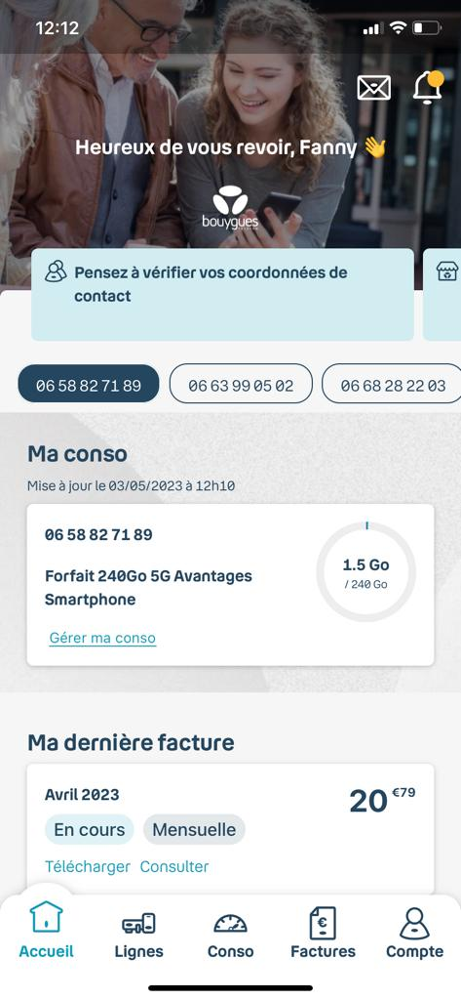 12:12
Heureux de vous revoir, Fanny 👋
bouygues
Pensez à vérifier vos coordonnées de
contact
06 58 82 71 89
06 63 99 05 02
06 68 28 22 03
Ma conso
Mise à jour le 03/05/2023 à 12h10
06 58 82 71 89
Forfait 240Go 5G Avantages
Smartphone
1.5 Go
/ 240 Go
Gérer ma conso
Ma dernière facture
Avril 2023
20 €79
En cours
Mensuelle
Télécharger Consulter
Accueil
Lignes
Conso
Factures
Compte